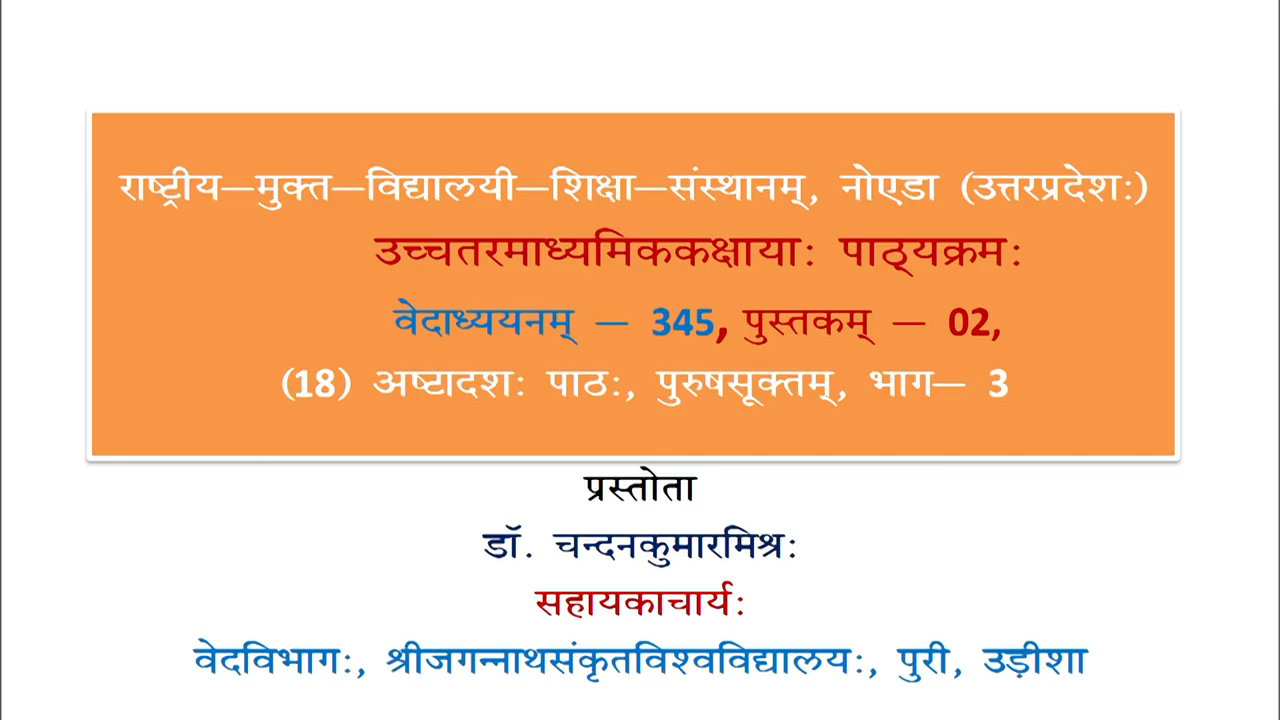 राष्ट्रीय—मुक्त—विद्यालयी—शिक्षा—संस्थानम्, नोएडा (उत्तरप्रदेशः)
उच्चतरमाध्यमिककक्षायाः पाठ्यक्रमः
वेदाध्ययनम् — 345, पुस्तकम् — 02,
(18) अष्टादशः पाठः, पुरुषसूक्तम्, भाग— 3
प्रस्तोता
डॉ. चन्दनकुमारमिश्रः
सहायकाचार्यः
वेदविभागः, श्रीजगन्नाथसंकृतविश्वविद्यालयः, पुरी, उड़ीशा